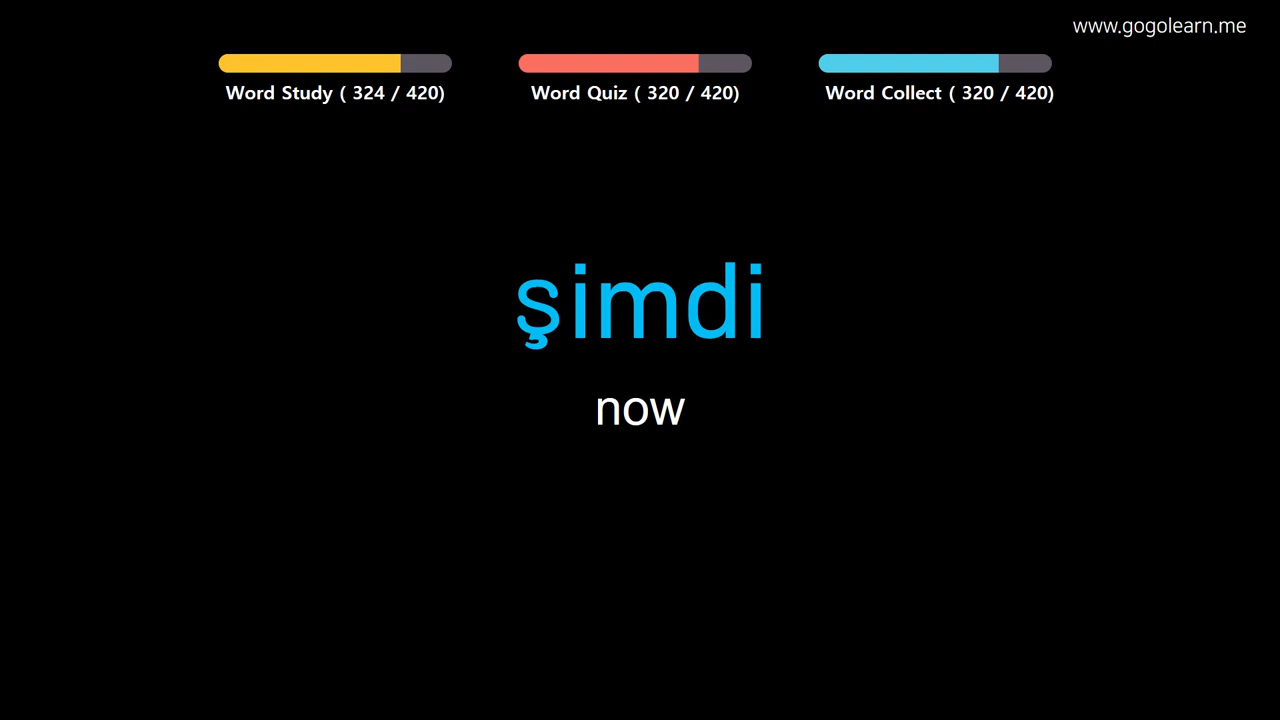 www.gogolearn.me
Word Study ( 324 / 420)
Word Quiz ( 320 / 420)
Word Collect ( 320 / 420)
şimdi
now